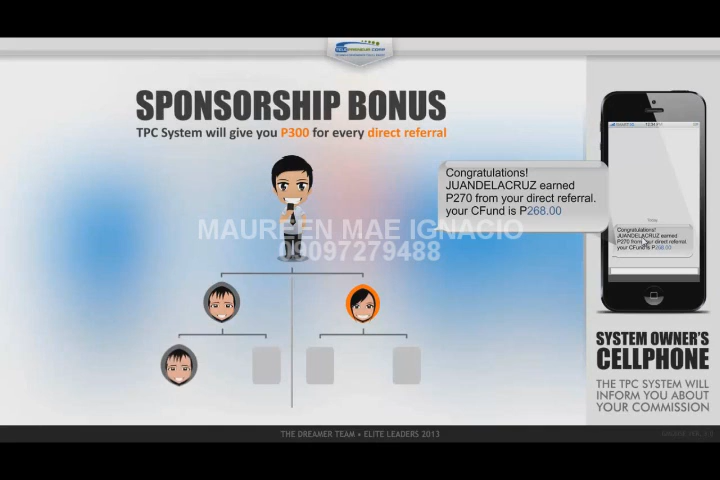 TELEPRENEUR CORP
SPONSORSHIP BONUS
TPC System will give you P300 for every direct referral
Congratulations!
JUANDELACRUZ earned
P270 from your direct referral.
your CFund is P268.00
MAUREEN MAE IGNACIO
09097279488
Today
Congratulations!
JUANDELACRUZ earned
P270 from your direct referral.
your CFund is P268.00
SYSTEM OWNER'S
CELLPHONE
THE TPC SYSTEM WILL
INFORM YOU ABOUT
YOUR COMMISSION
THE DREAMER TEAM • ELITE LEADERS 2013